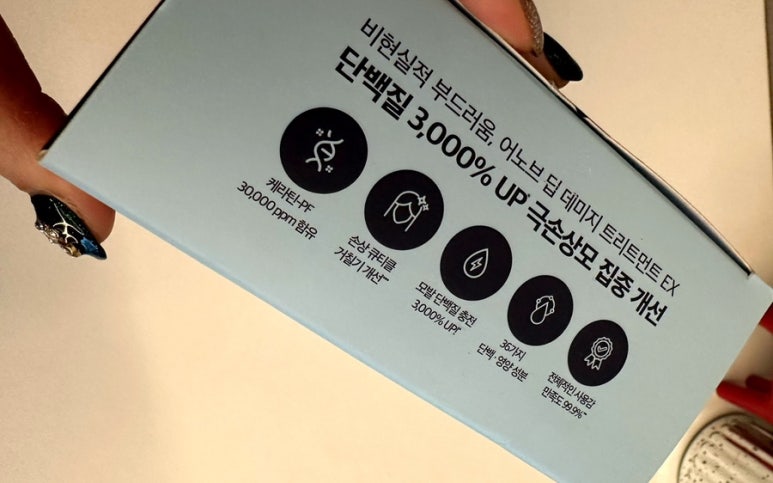 비현실적 부드러움, 어노브 딥 데미지 트리트먼트 EX
단백질 3,000% UP* 극손상모 집중 개선
케라틴-PF
30,000 ppm 함유
손상 큐티클
거칠기 개선**
모발 단백질 충전
3,000% UP!*
36가지
단백·영양 성분
전체적인 사용감
만족도 99.9%**